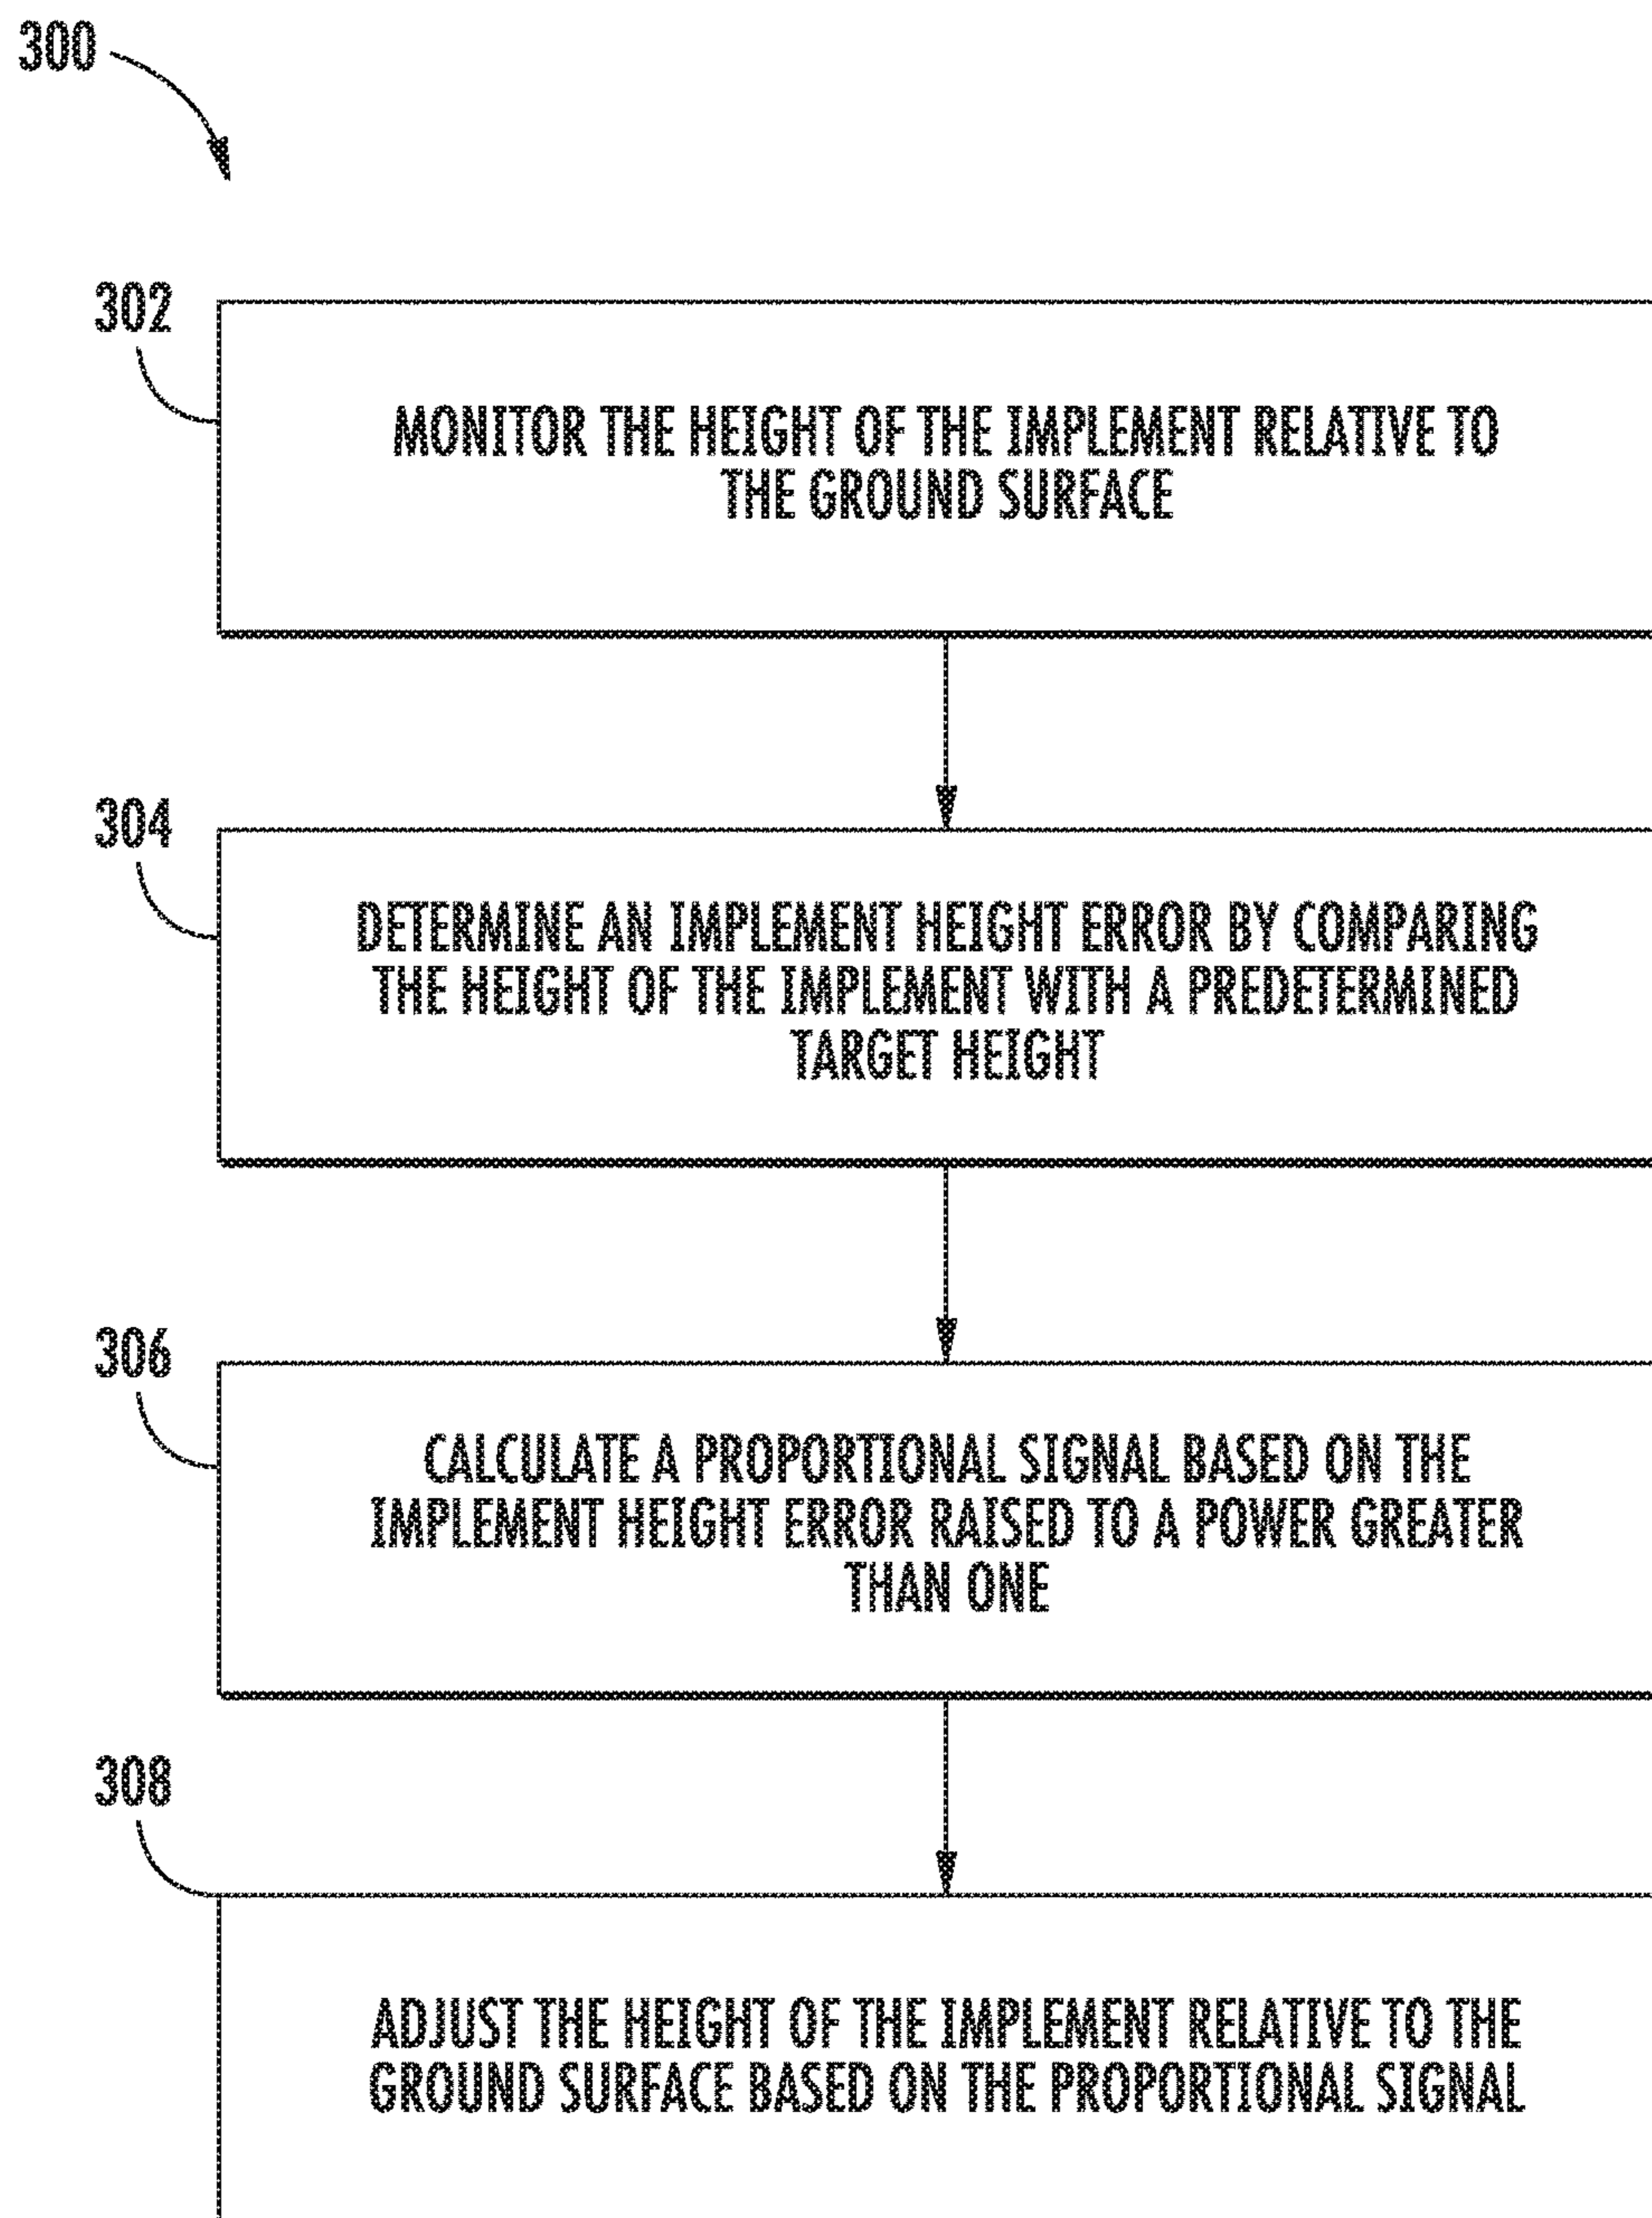 300
302
MONITOR THE HEIGHT OF THE IMPLEMENT RELATIVE TO
THE GROUND SURFACE
304
DETERMINE AN IMPLEMENT HEIGHT ERROR BY COMPARING
THE HEIGHT OF THE IMPLEMENT WITH A PREDETERMINED
TARGET HEIGHT
306
CALCULATE A PROPORTIONAL SIGNAL BASED ON THE
IMPLEMENT HEIGHT ERROR RAISED TO A POWER GREATER
THAN ONE
308
ADJUST THE HEIGHT OF THE IMPLEMENT RELATIVE TO THE
GROUND SURFACE BASED ON THE PROPORTIONAL SIGNAL